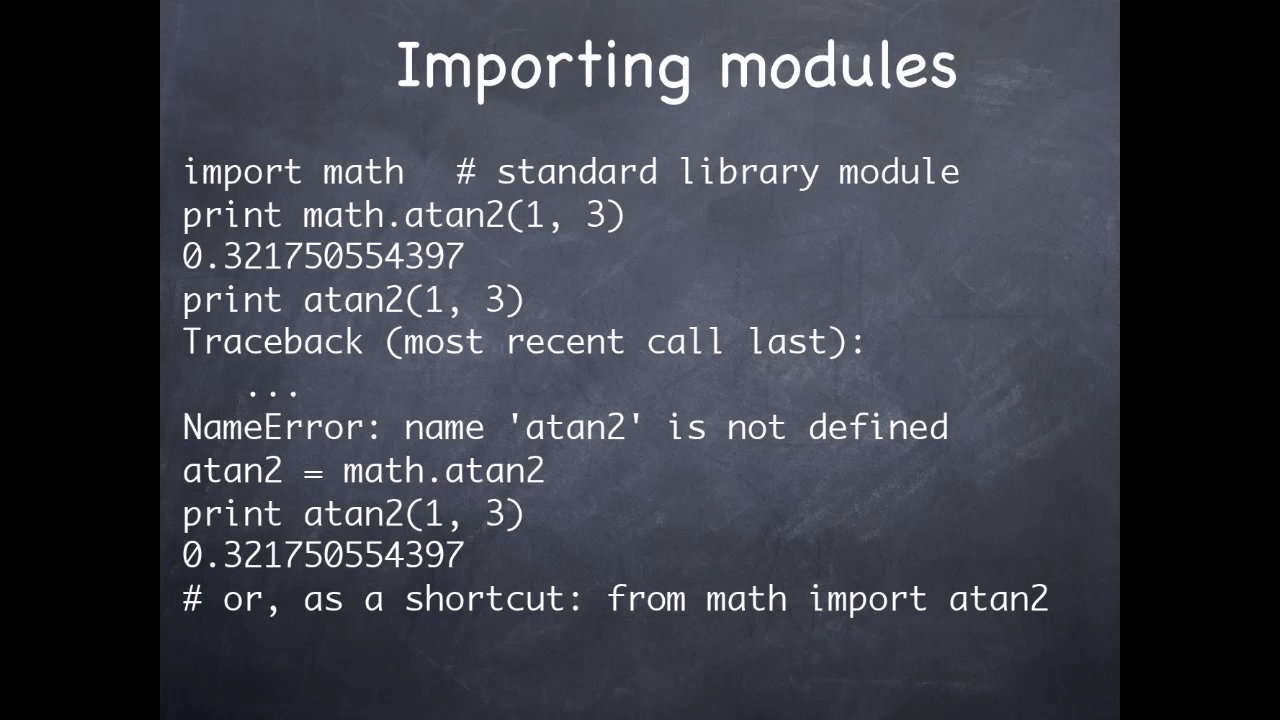 Importing modules
import math # standard library module
print math.atan2(1, 3)
0.321750554397
print atan2(1, 3)
Traceback (most recent call last):
...
NameError: name 'atan2' is not defined
atan2 = math.atan2
print atan2(1, 3)
0.321750554397
# or, as a shortcut: from math import atan2